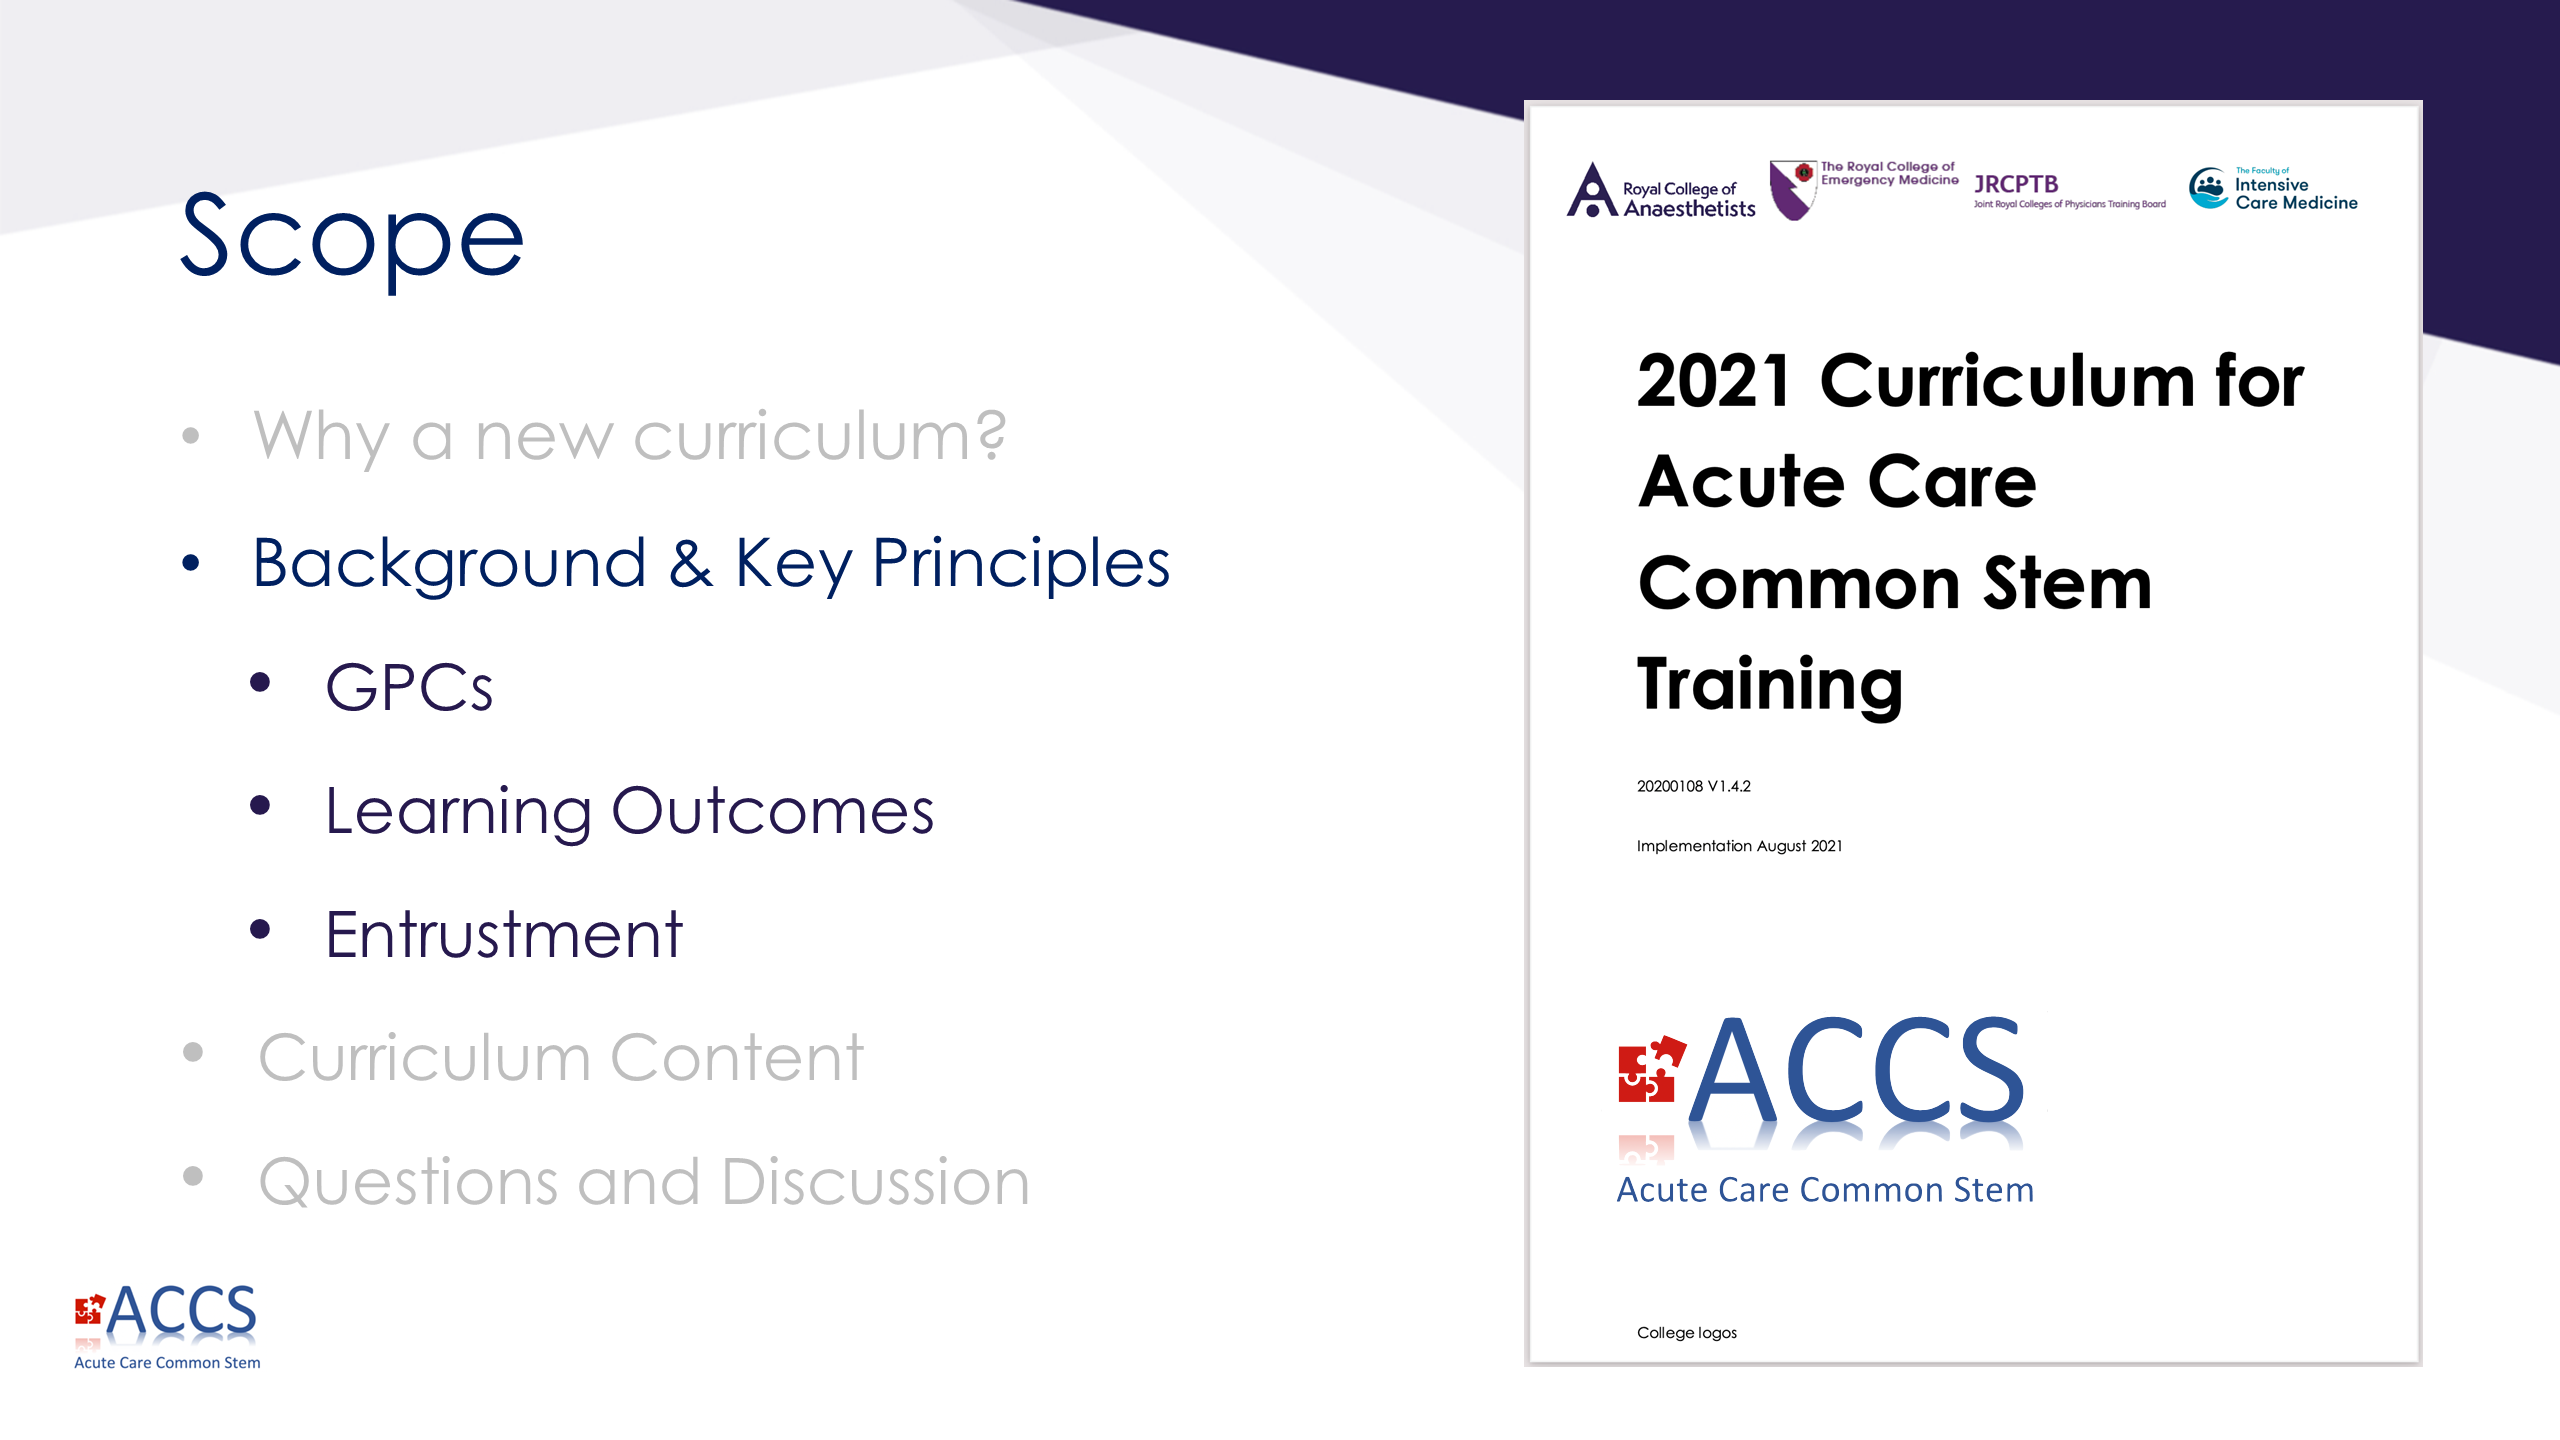 Scope
• Why a new curriculum?
• Background & Key Principles
• GPCs
• Learning Outcomes
• Entrustment
• Curriculum Content
• Questions and Discussion
ACCS
Acute Care Common Stem
Royal College of
Anaesthetists
The Royal College of
Emergency Medicine
JRCPTB
Joint Royal Colleges of Physicians Training Board
The Faculty of
Intensive
Care Medicine
2021 Curriculum for
Acute Care
Common Stem
Training
20200108 V1.4.2
Implementation August 2021
ACCS
Acute Care Common Stem
College logos